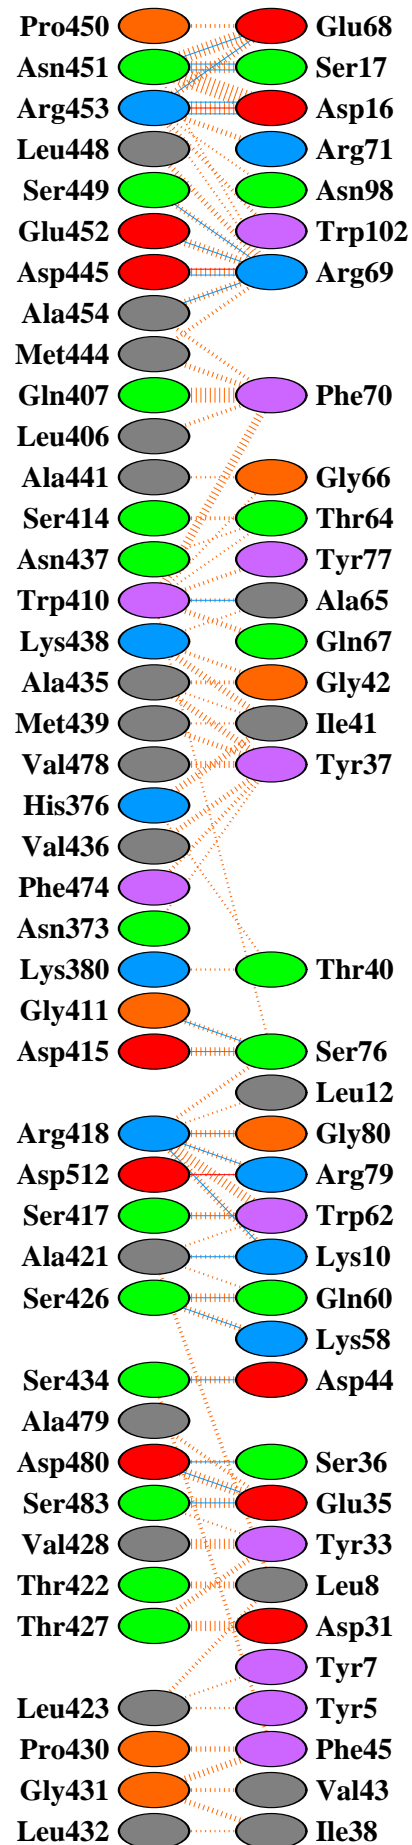 Pro450 Glu68
Asn451 Ser17
Arg453 Asp16
Leu448 Arg71
Ser449 Asn98
Glu452 Trp102
Asp445 Arg69
Ala454
Met444
Gln407 Phe70
Leu406
Ala441 Gly66
Ser414 Thr64
Asn437 Tyr77
Trp410 Ala65
Lys438 Gln67
Ala435 Gly42
Met439 Ile41
Val478 Tyr37
His376
Val436
Phe474
Asn373
Lys380 Thr40
Gly411
Asp415 Ser76
Leu12
Arg418 Gly80
Asp512 Arg79
Ser417 Trp62
Ala421 Lys10
Ser426 Gln60
Lys58
Ser434 Asp44
Ala479
Asp480 Ser36
Ser483 Glu35
Val428 Tyr33
Thr422 Leu8
Thr427 Asp31
Tyr7
Leu423 Tyr5
Pro430 Phe45
Gly431 Val43
Leu432 Ile38